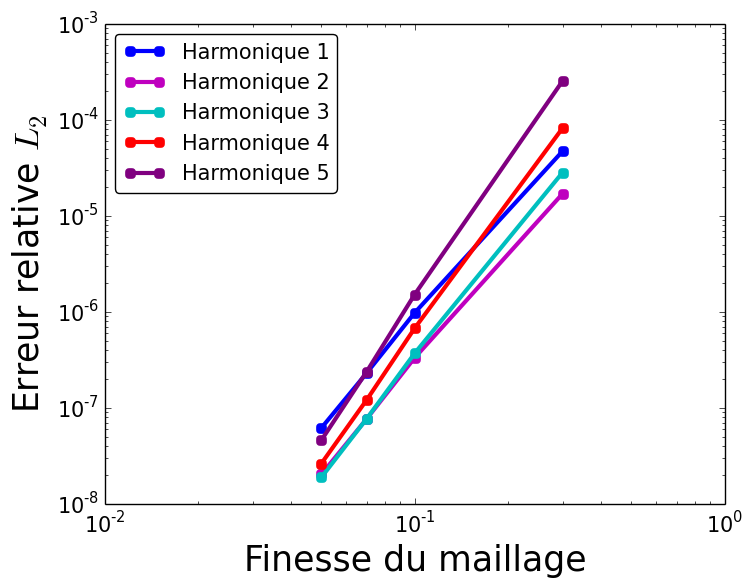 10^-3
Harmonique 1
Harmonique 2
Harmonique 3
Harmonique 4
Harmonique 5
10^-4
10^-5
10^-6
10^-7
10^-8
Erreur relative L_2
10^-2
10^-1
10^0
Finesse du maillage